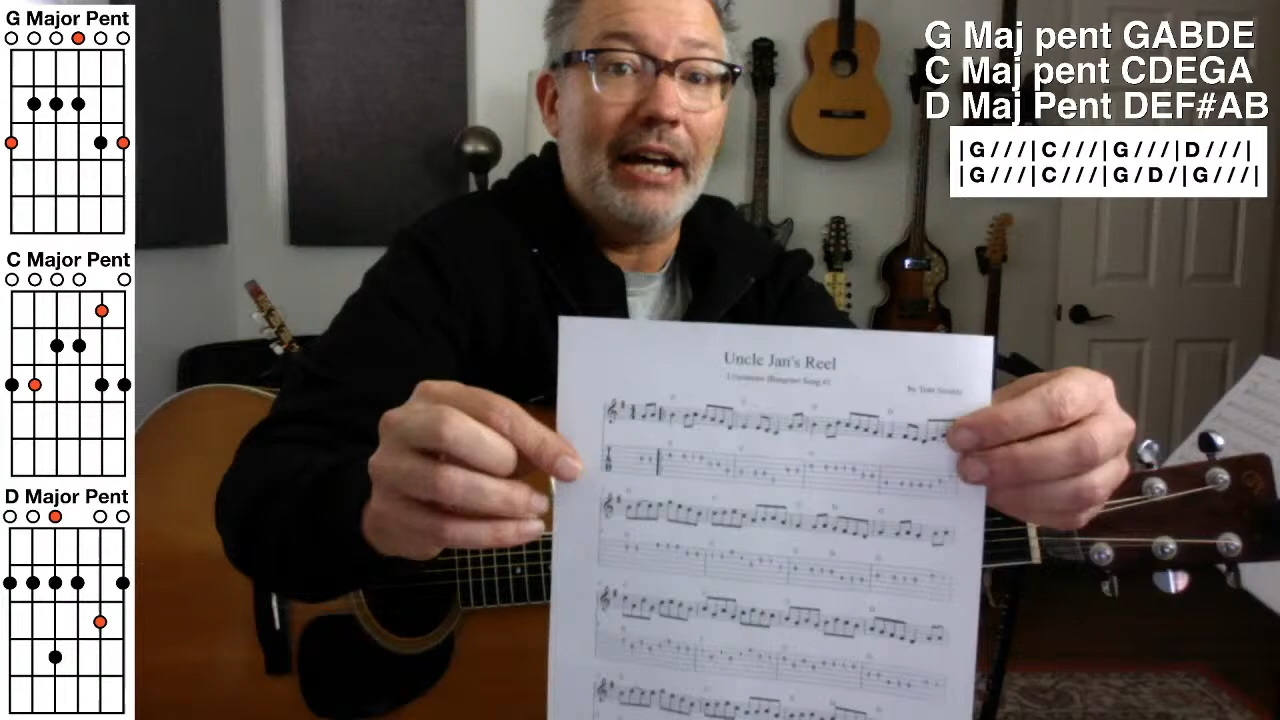 G Major Pent
C Major Pent
D Major Pent
G Maj pent GABDE
C Maj pent CDEGA
D Maj Pent DEF#AB
|G///|C///|G///|D///|
|G///|C///|G/D/|G///|
Uncle Jan's Reel